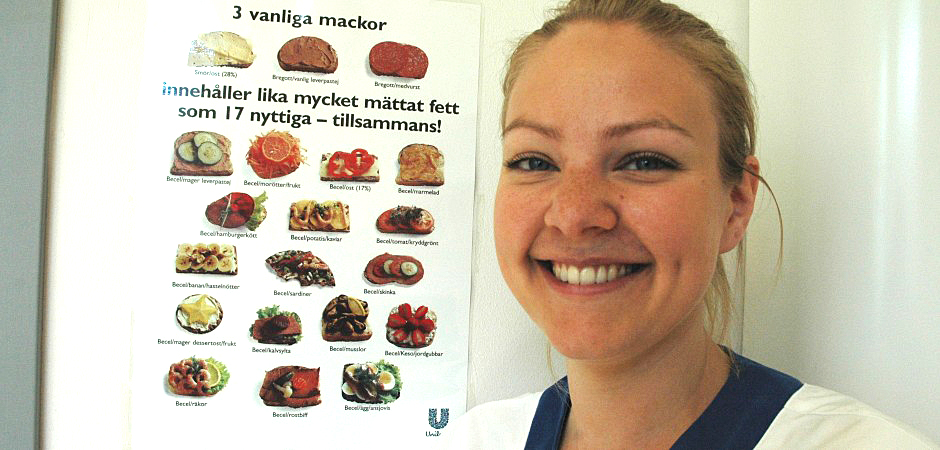 3 vanliga mackor
Smör/ost (28%)
Bregott/vanlig leverpastej
Bregott/medvurst
innehåller lika mycket mättat fett
som 17 nyttiga – tillsammans!
Becel/mager leverpastej
Becel/morötter/frukt
Becel/ost (17%)
Becel/marmelad
Becel/hamburgerkött
Becel/potatis/kaviar
Becel/tomat/kryddgrönt
Becel/banan/hasselnötter
Becel/sardiner
Becel/skinka
Becel/mager dessertost/frukt
Becel/kalvsylta
Becel/musslor
Becel/Keso/jordgubbar
Becel/räkor
Becel/rostbiff
Becel/ägg/ansjovis